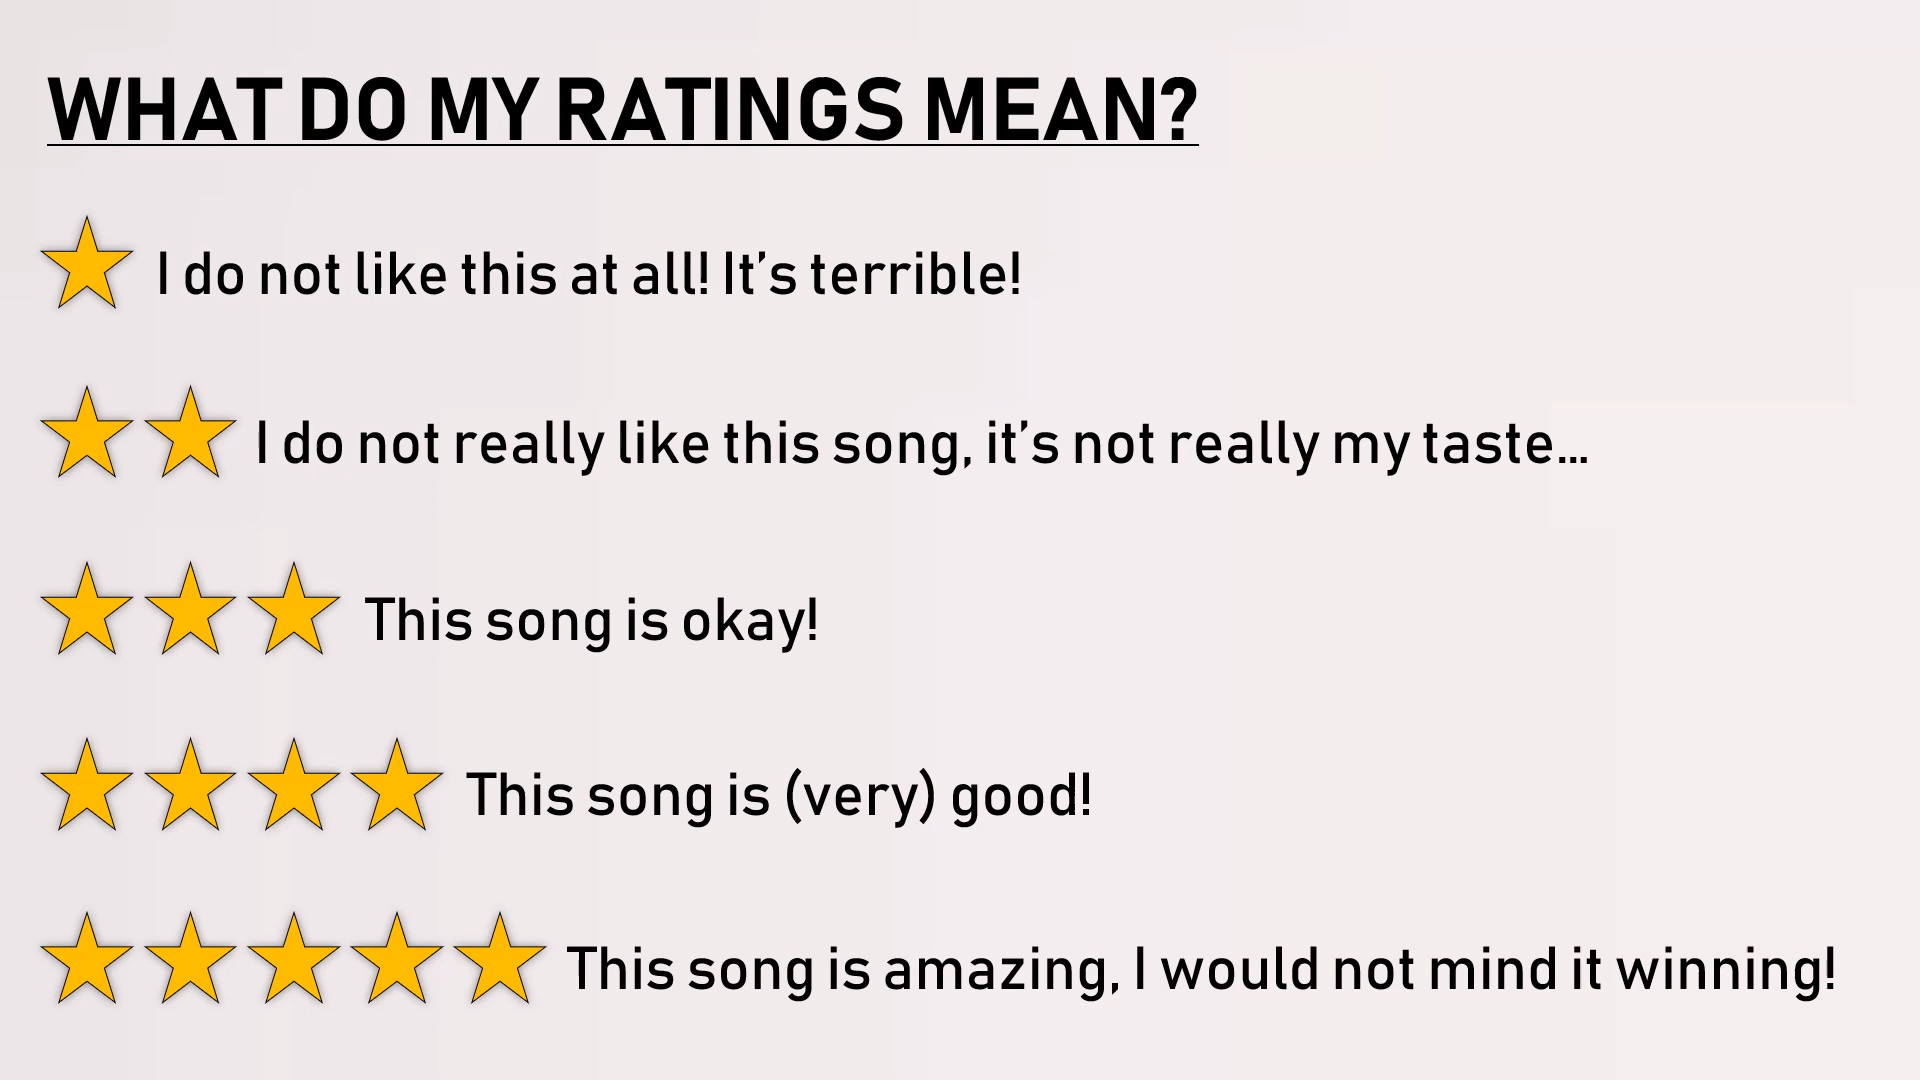 WHAT DO MY RATINGS MEAN?
I do not like this at all! It’s terrible!
I do not really like this song, it’s not really my taste...
This song is okay!
This song is (very) good!
This song is amazing, I would not mind it winning!